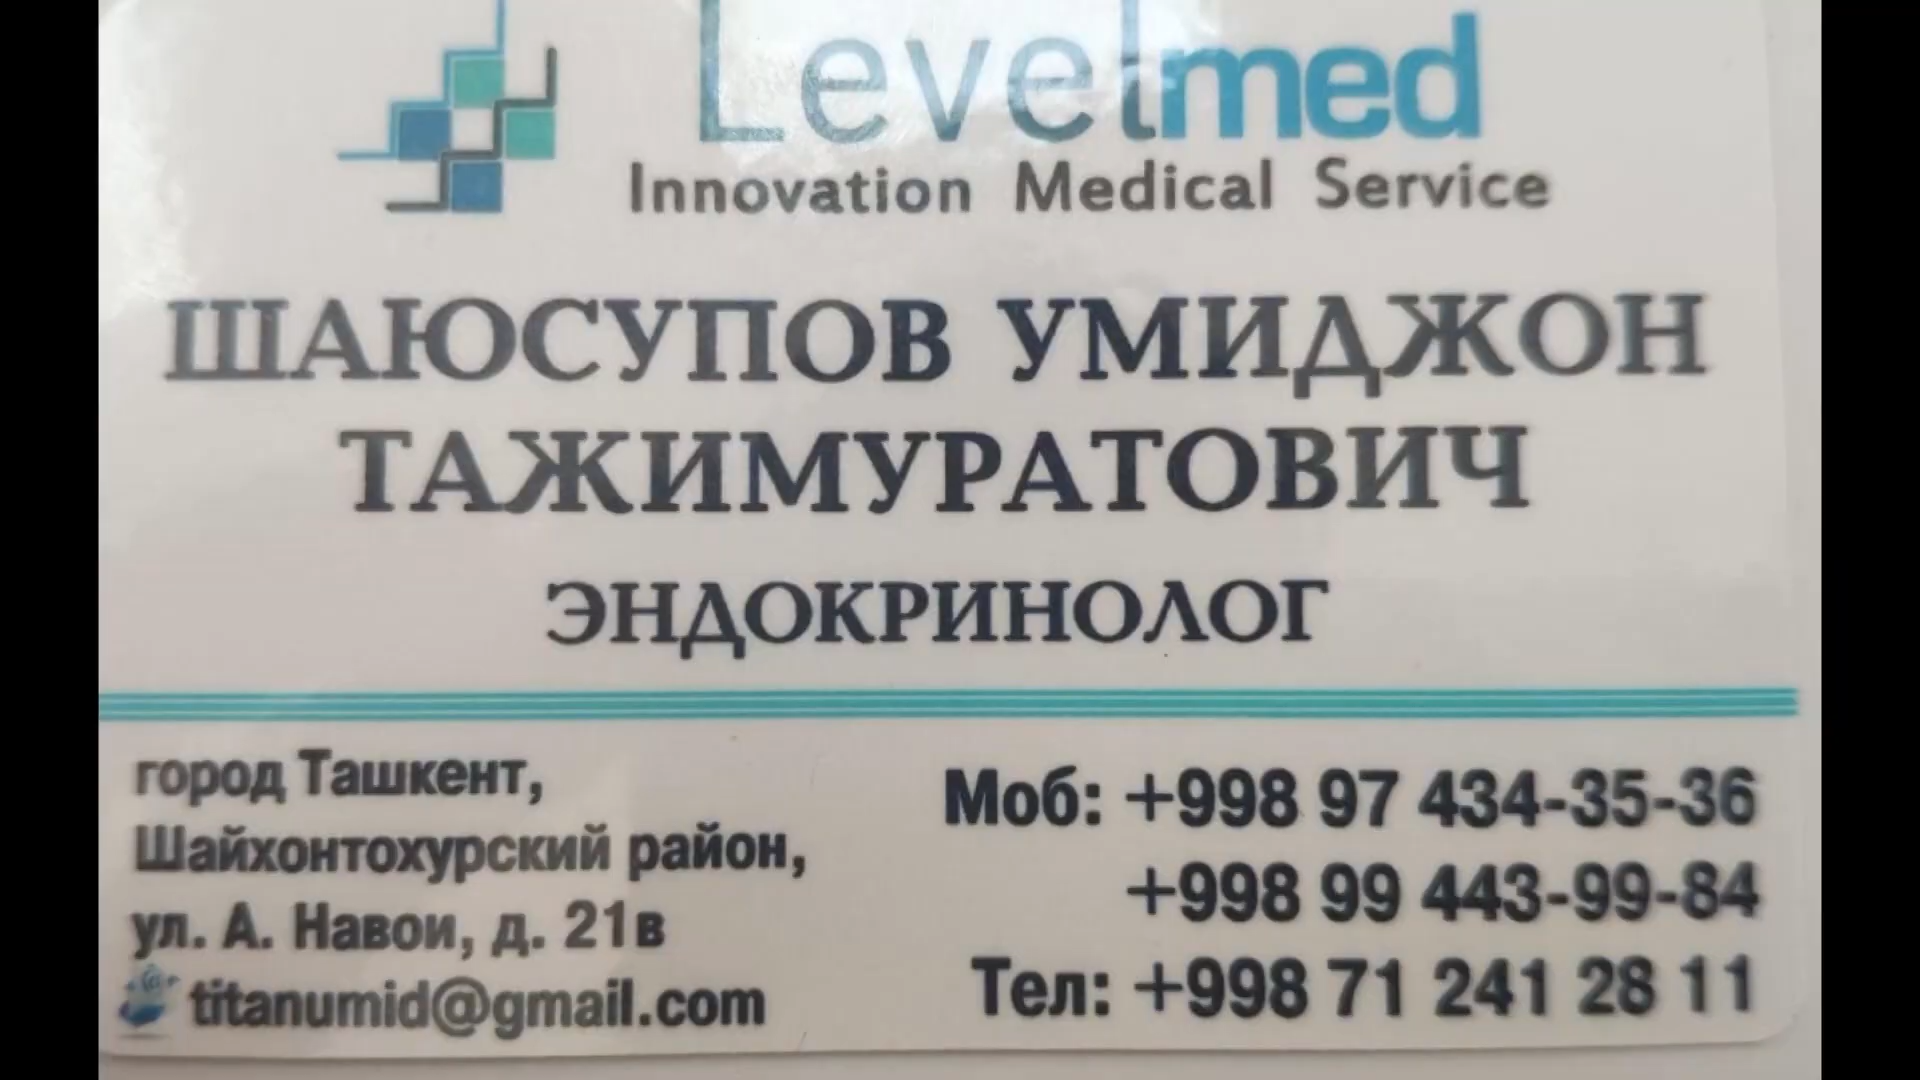 Levelmed
Innovation Medical Service
ШАЮСУПОВ УМИДЖОН
ТАЖИМУРАТОВИЧ
ЭНДОКРИНОЛОГ
город Ташкент,
Шайхонтохурский район,
ул. А. Навои, д. 21в
titanumid@gmail.com
Моб: +998 97 434-35-36
+998 99 443-99-84
Тел: +998 71 241 28 11